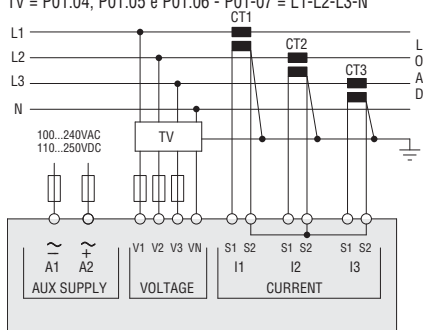 TV = P01.04, P01.05 e P01.06 - P01-07 = L1-L2-L3-N
CT1
L1
CT2
L2
CT3
L3
N
L
O
A
D
100...240VAC
110...250VDC
TV
~ ~
– +
V1 V2 V3 VN
S1 S2 S1 S2 S1 S2
A1 A2
I1 I2 I3
AUX SUPPLY VOLTAGE CURRENT